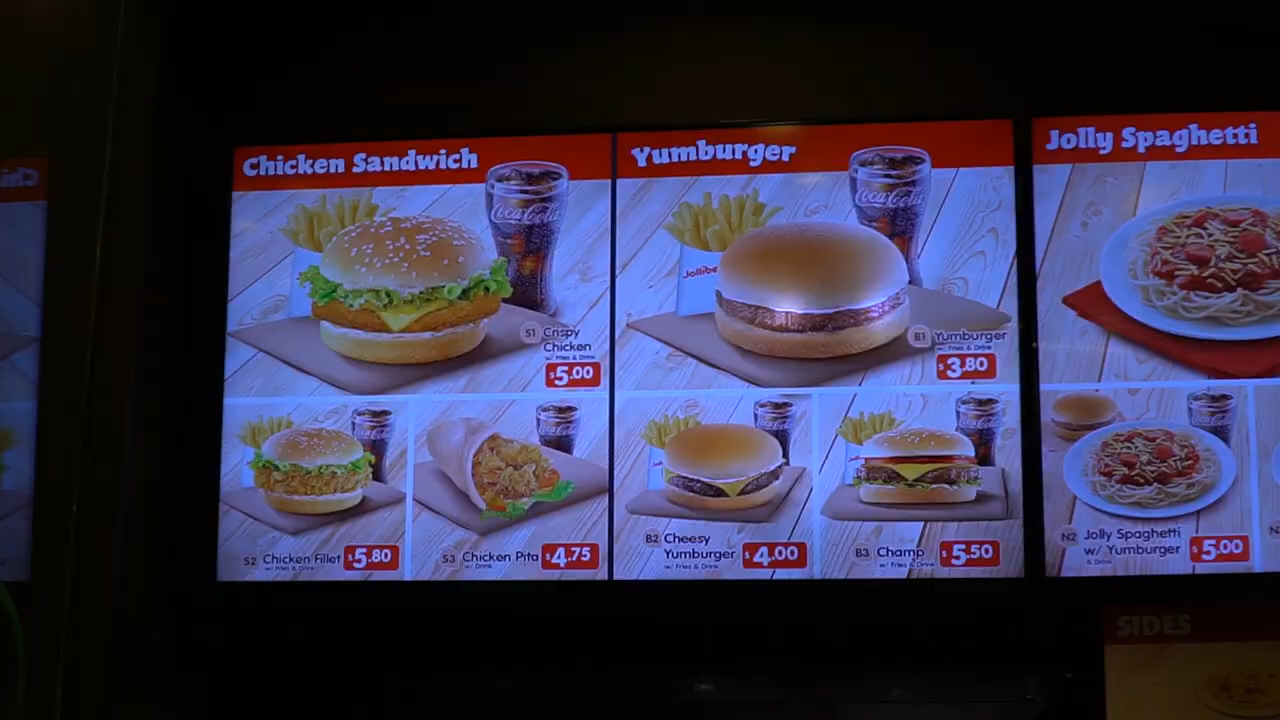 Chicken Sandwich
Coca-Cola
S1 Crispy
Chicken
w/ Fries & Drink
$5.00
S2 Chicken Fillet $5.80
w/ Fries & Drink
S3 Chicken Pita $4.75
w/ Drink
Yumburger
Coca-Cola
Jollibe
B1 Yumburger
w/ Fries & Drink
$3.80
B2 Cheesy
Yumburger $4.00
w/ Fries & Drink
B3 Champ $5.50
w/ Fries & Drink
Jolly Spaghetti
N2 Jolly Spaghetti
w/ Yumburger $5.00
& Drink
SIDES